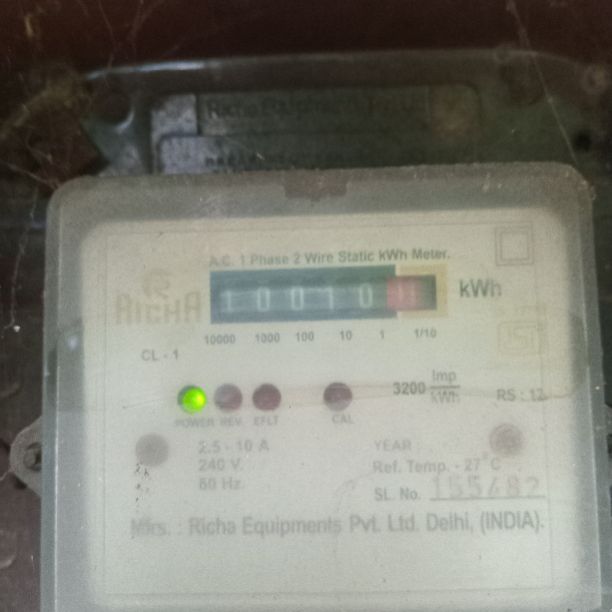 Richa Equipment
A.C. 1 Phase 2 Wire Static kWh Meter.
RICHA
1 0 0 1 0
kWh
10000 1000 100 10 1 1/10
CL - 1
3200 Imp
kWh
RS : 12
POWER REV EFLT CAL
2.5 - 10 A
240 V.
50 Hz.
YEAR
Ref. Temp. - 27°C
SL. No. 155482
Mfrs. : Richa Equipments Pvt. Ltd. Delhi, (INDIA).